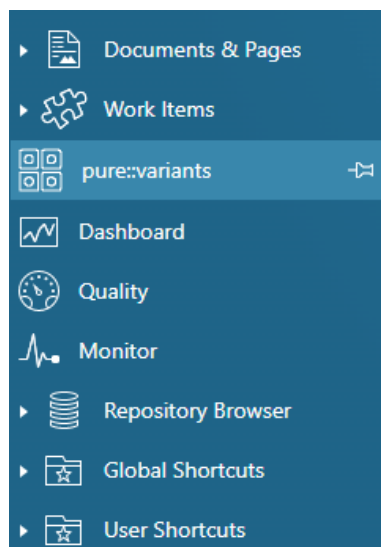 Documents & Pages
Work Items
pure::variants
Dashboard
Quality
Monitor
Repository Browser
Global Shortcuts
User Shortcuts